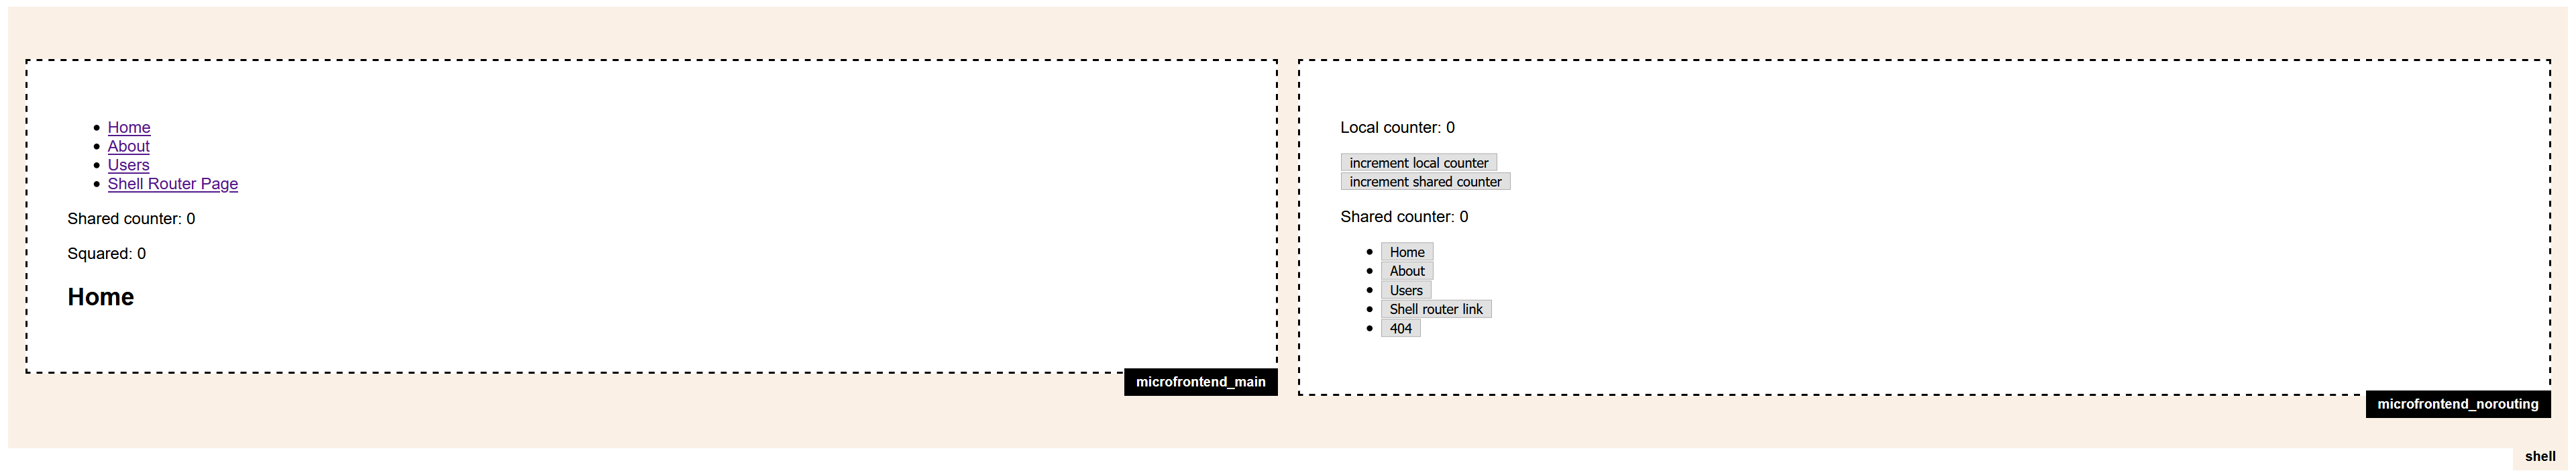 Home
About
Users
Shell Router Page
Shared counter: 0
Squared: 0
Home
microfrontend_main
Local counter: 0
increment local counter
increment shared counter
Shared counter: 0
Home
About
Users
Shell router link
404
microfrontend_norouting
shell